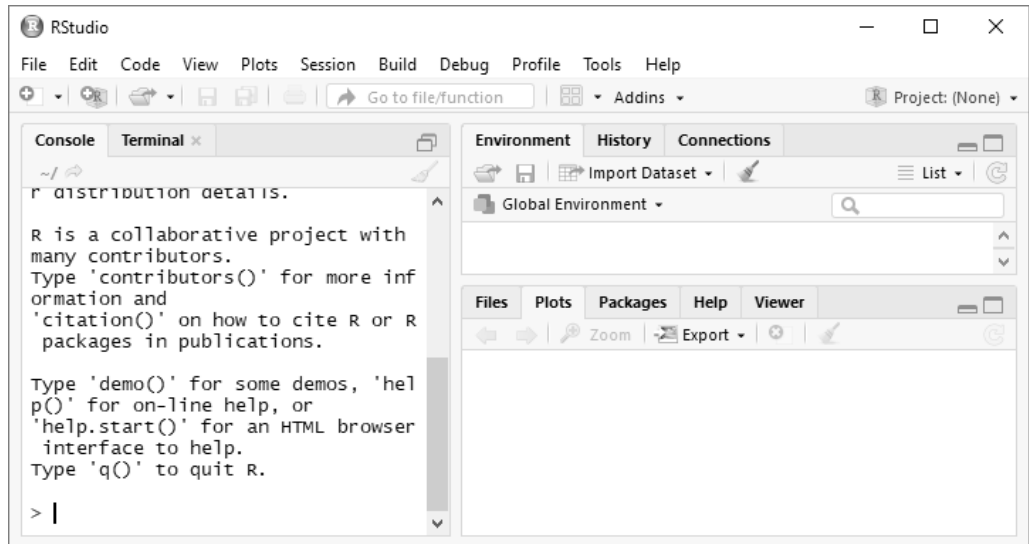 RStudio
File Edit Code View Plots Session Build Debug Profile Tools Help
Go to file/function Addins Project: (None)
Console Terminal
~/
r distribution details.
R is a collaborative project with
many contributors.
Type 'contributors()' for more inf
ormation and
'citation()' on how to cite R or R
 packages in publications.
Type 'demo()' for some demos, 'hel
p()' for on-line help, or
'help.start()' for an HTML browser
 interface to help.
Type 'q()' to quit R.
>
Environment History Connections
Import Dataset List
Global Environment
Files Plots Packages Help Viewer
Zoom Export